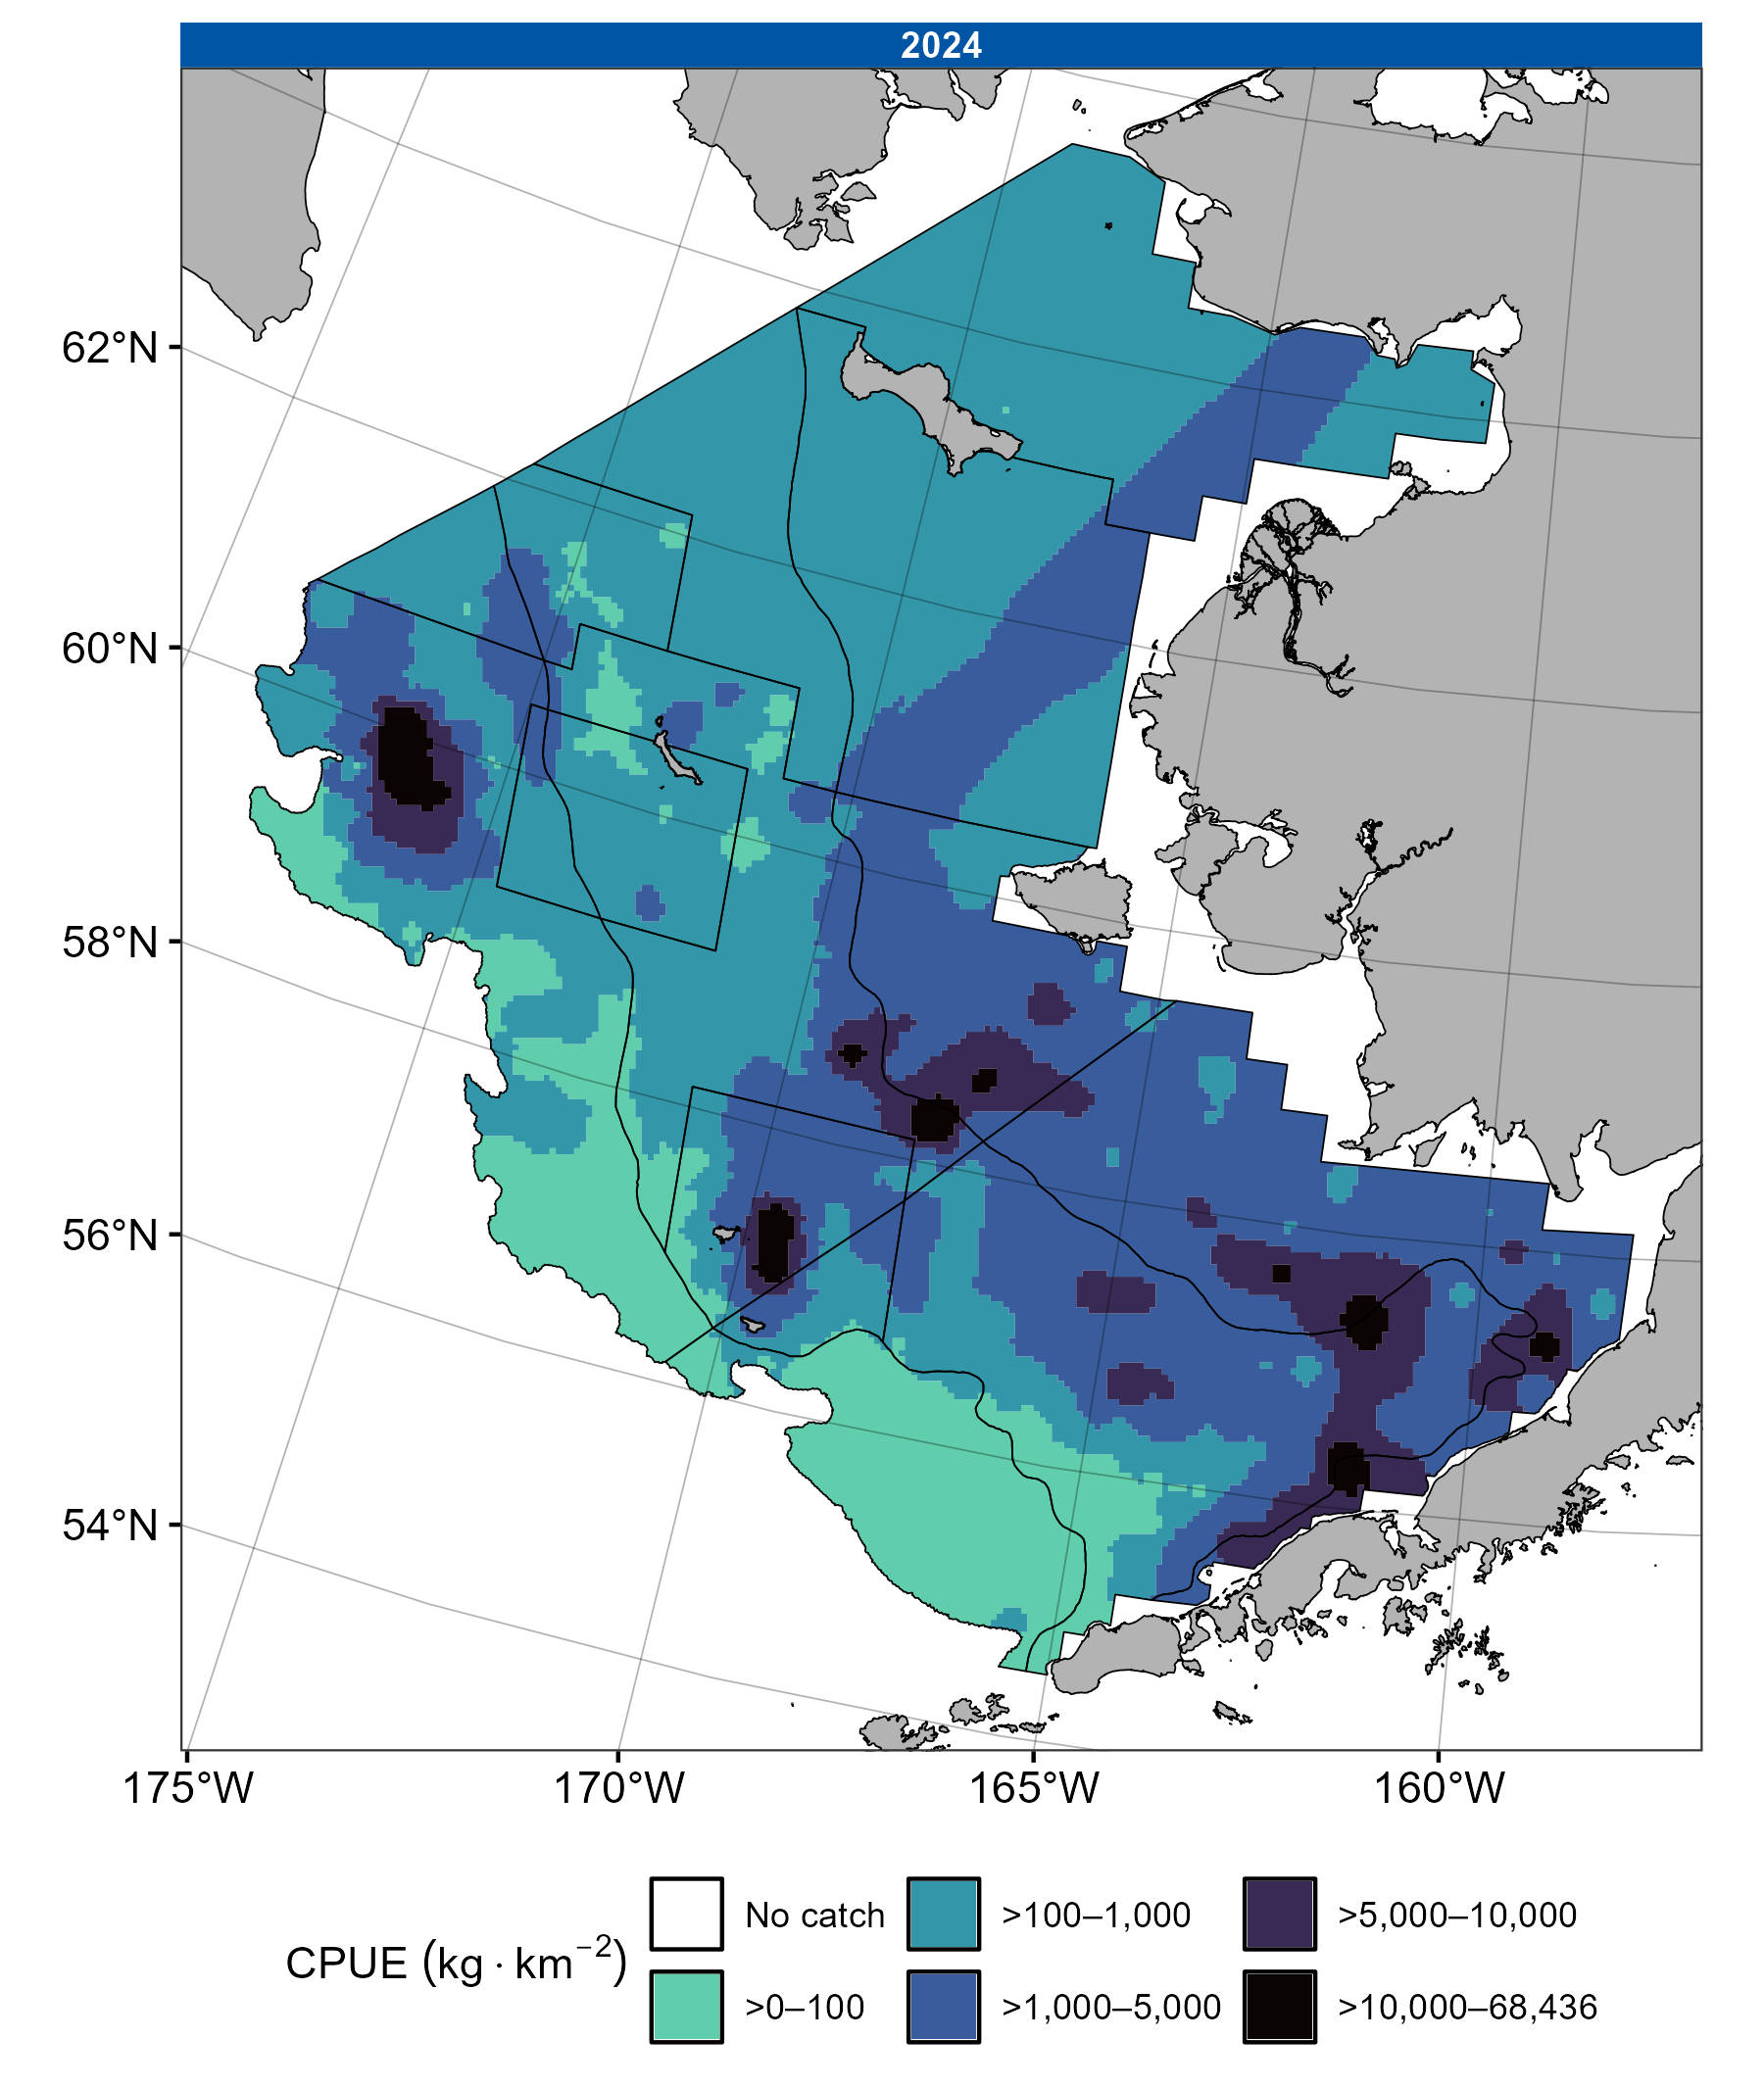 2024
62°N
60°N
58°N
56°N
54°N
175°W 170°W 165°W 160°W
CPUE (kg · km⁻²)
No catch >100–1,000 >5,000–10,000
>0–100 >1,000–5,000 >10,000–68,436